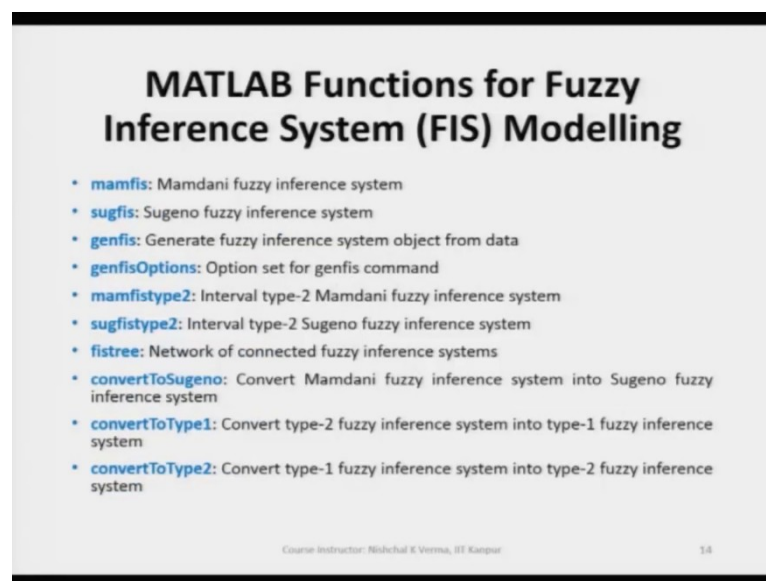 MATLAB Functions for Fuzzy
Inference System (FIS) Modelling
• mamfis: Mamdani fuzzy inference system
• sugfis: Sugeno fuzzy inference system
• genfis: Generate fuzzy inference system object from data
• genfisOptions: Option set for genfis command
• mamfistype2: Interval type-2 Mamdani fuzzy inference system
• sugfistype2: Interval type-2 Sugeno fuzzy inference system
• fistree: Network of connected fuzzy inference systems
• convertToSugeno: Convert Mamdani fuzzy inference system into Sugeno fuzzy
inference system
• convertToType1: Convert type-2 fuzzy inference system into type-1 fuzzy inference
system
• convertToType2: Convert type-1 fuzzy inference system into type-2 fuzzy inference
system
Course Instructor: Nishchal K Verma, IIT Kanpur 14